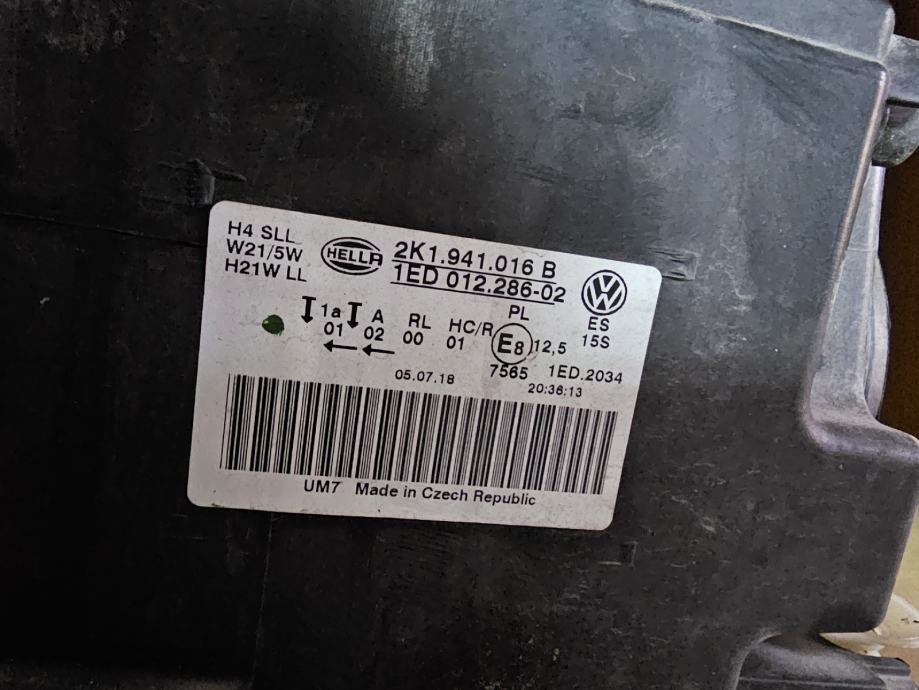 H4 SLL
W21/5W
H21W LL
HELLA
2K1.941.016 B
1ED 012.286-02
VW
1a A RL HC/R PL ES
01 02 00 01 E8 12,5 15S
7565 1ED.2034
05.07.18 20:36:13
UM7 Made in Czech Republic